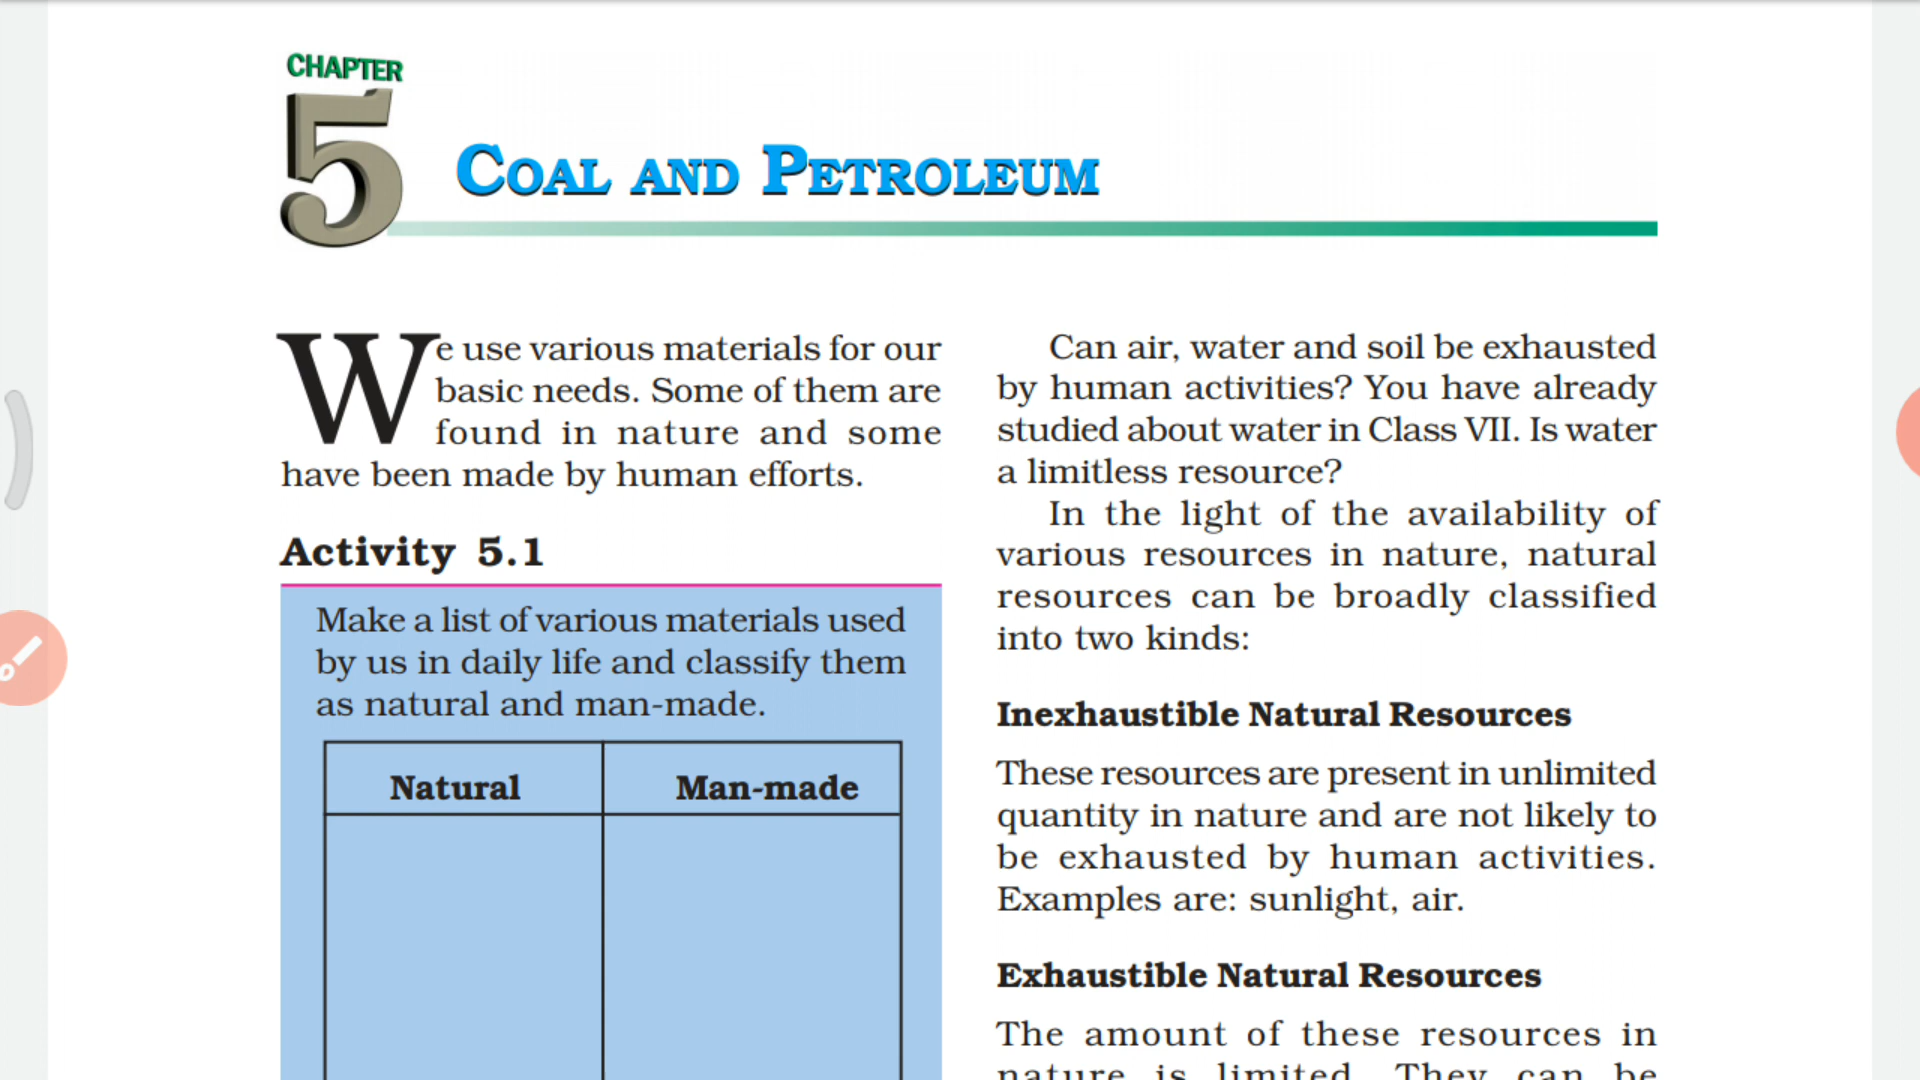 CHAPTER
5
COAL AND PETROLEUM
We use various materials for our
basic needs. Some of them are
found in nature and some
have been made by human efforts.
Activity 5.1
Make a list of various materials used
by us in daily life and classify them
as natural and man-made.
Natural Man-made
Can air, water and soil be exhausted
by human activities? You have already
studied about water in Class VII. Is water
a limitless resource?
In the light of the availability of
various resources in nature, natural
resources can be broadly classified
into two kinds:
Inexhaustible Natural Resources
These resources are present in unlimited
quantity in nature and are not likely to
be exhausted by human activities.
Examples are: sunlight, air.
Exhaustible Natural Resources
The amount of these resources in
nature is limited. They can be